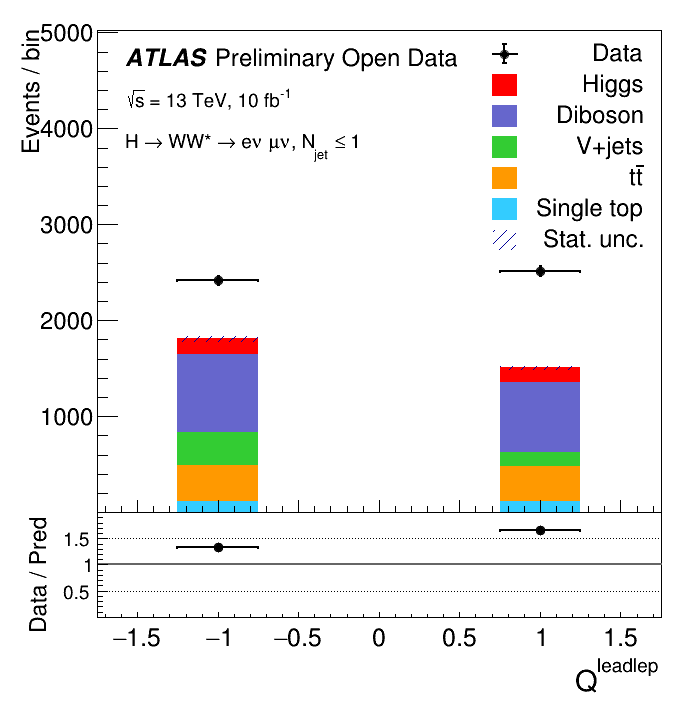 Events / bin
5000
4000
3000
2000
1000
ATLAS Preliminary Open Data
√s = 13 TeV, 10 fb⁻¹
H → WW* → eν μν, N_jet ≤ 1
Data
Higgs
Diboson
V+jets
tt̄
Single top
Stat. unc.
Data / Pred
1.5
1
0.5
−1.5 −1 −0.5 0 0.5 1 1.5
Q^leadlep